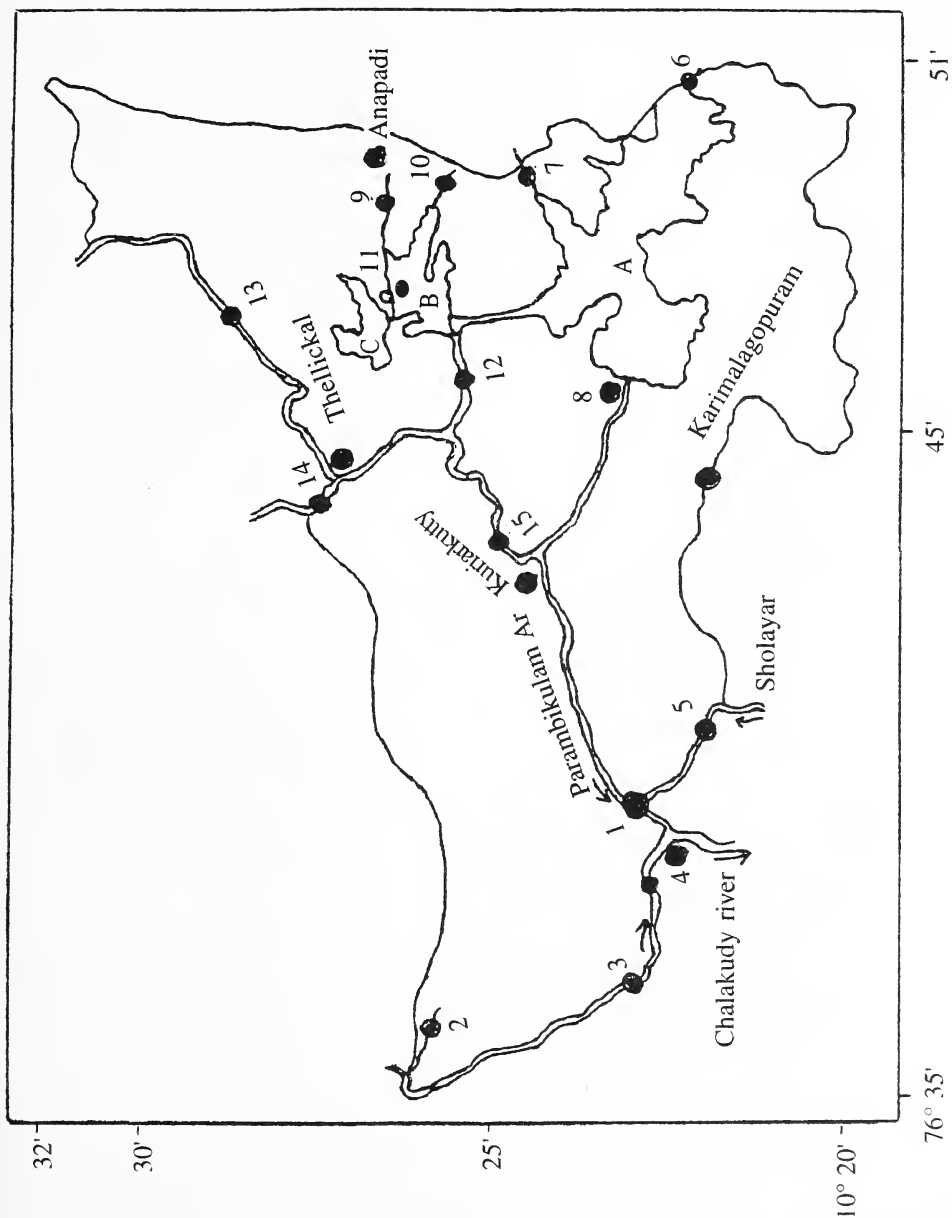 32'
30'
25'
10° 20'
76° 35'
45'
51'
Anapadi
Thellickal
Kuriarkutty
Parambikulam Ar
Karimalagopuram
Sholayar
Chalakudy river
1
2
3
4
5
6
7
8
9
10
11
12
13
14
15
A
B
C